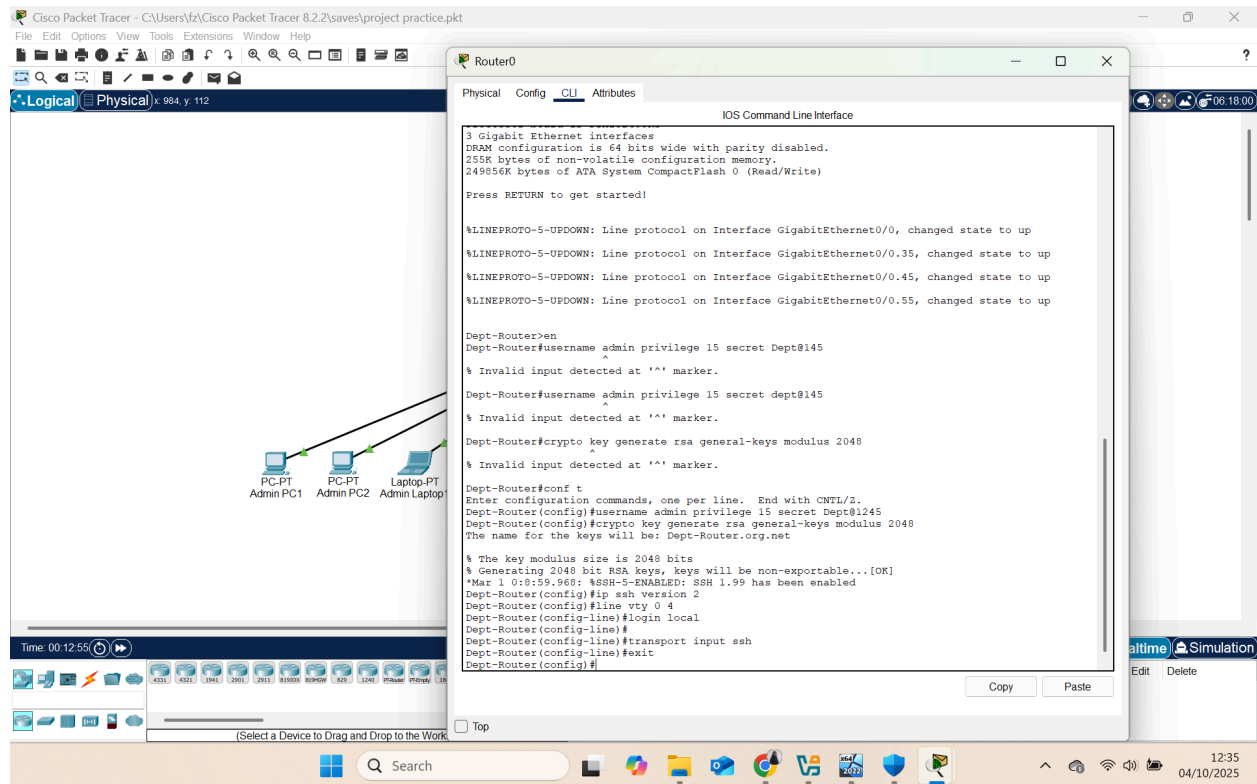 Cisco Packet Tracer - C:\Users\fz\Cisco Packet Tracer 8.2.2\saves\project practice.pkt
File Edit Options View Tools Extensions Window Help
?
Logical Physical x: 984, y: 112
06:18:00
Router0
Physical Config CLI Attributes
IOS Command Line Interface
3 Gigabit Ethernet interfaces
DRAM configuration is 64 bits wide with parity disabled.
255K bytes of non-volatile configuration memory.
249856K bytes of ATA System CompactFlash 0 (Read/Write)
Press RETURN to get started!
%LINEPROTO-5-UPDOWN: Line protocol on Interface GigabitEthernet0/0, changed state to up
%LINEPROTO-5-UPDOWN: Line protocol on Interface GigabitEthernet0/0.35, changed state to up
%LINEPROTO-5-UPDOWN: Line protocol on Interface GigabitEthernet0/0.45, changed state to up
%LINEPROTO-5-UPDOWN: Line protocol on Interface GigabitEthernet0/0.55, changed state to up
Dept-Router>en
Dept-Router#username admin privilege 15 secret Dept@145
^
% Invalid input detected at '^' marker.
Dept-Router#username admin privilege 15 secret dept@145
^
% Invalid input detected at '^' marker.
Dept-Router#crypto key generate rsa general-keys modulus 2048
^
% Invalid input detected at '^' marker.
Dept-Router#conf t
Enter configuration commands, one per line. End with CNTL/Z.
Dept-Router(config)#username admin privilege 15 secret Dept@1245
Dept-Router(config)#crypto key generate rsa general-keys modulus 2048
The name for the keys will be: Dept-Router.org.net
% The key modulus size is 2048 bits
% Generating 2048 bit RSA keys, keys will be non-exportable...[OK]
*Mar 1 0:8:59.968: %SSH-5-ENABLED: SSH 1.99 has been enabled
Dept-Router(config)#ip ssh version 2
Dept-Router(config)#line vty 0 4
Dept-Router(config-line)#login local
Dept-Router(config-line)#
Dept-Router(config-line)#transport input ssh
Dept-Router(config-line)#exit
Dept-Router(config)#
Copy Paste
Top
PC-PT
Admin PC1
PC-PT
Admin PC2
Laptop-PT
Admin Laptop1
Time: 00:12:55
altime Simulation
4331 4321 1941 2901 2911 819IOX 819HGW 829 1240 PT-Router PT-Empty
Edit Delete
(Select a Device to Drag and Drop to the Work
Search
12:35
04/10/2025